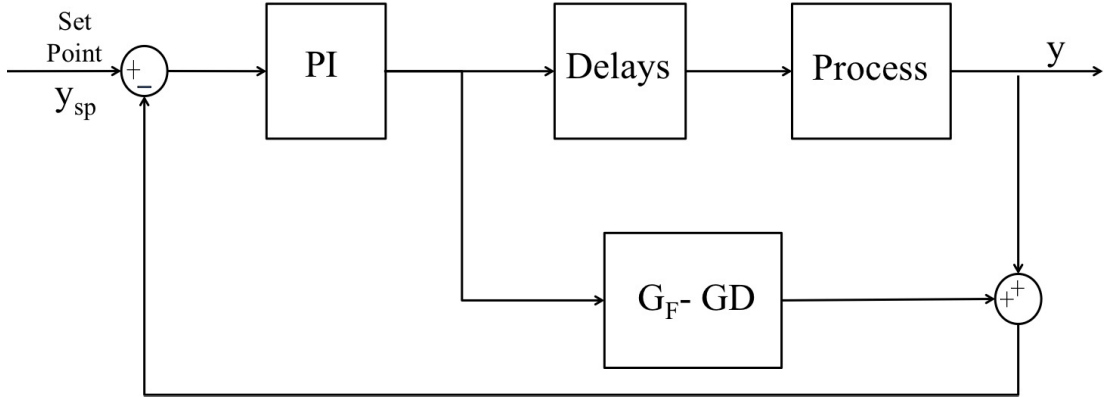 Set
Point
y_sp
+
−
PI
Delays
Process
y
G_F- GD
+
+